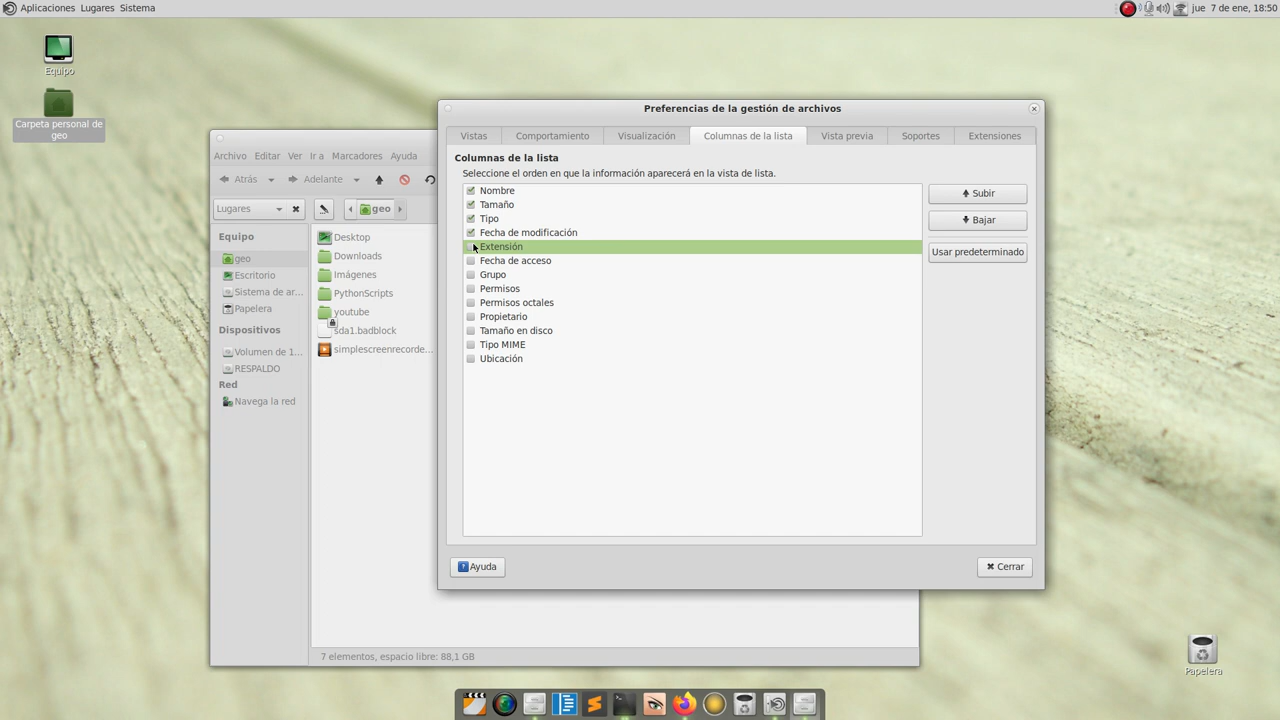 Aplicaciones Lugares Sistema
jue 7 de ene, 18:50
Equipo
Carpeta personal de
geo
Archivo Editar Ver Ir a Marcadores Ayuda
Atrás Adelante
Lugares geo
Equipo
geo
Escritorio
Sistema de ar...
Papelera
Dispositivos
Volumen de 1...
RESPALDO
Red
Navega la red
Desktop
Downloads
Imágenes
PythonScripts
youtube
sda1.badblock
simplescreenrecorde...
7 elementos, espacio libre: 88,1 GB
Preferencias de la gestión de archivos
Vistas Comportamiento Visualización Columnas de la lista Vista previa Soportes Extensiones
Columnas de la lista
Seleccione el orden en que la información aparecerá en la vista de lista.
Nombre
Tamaño
Tipo
Fecha de modificación
Extensión
Fecha de acceso
Grupo
Permisos
Permisos octales
Propietario
Tamaño en disco
Tipo MIME
Ubicación
Subir
Bajar
Usar predeterminado
Ayuda
Cerrar
Papelera